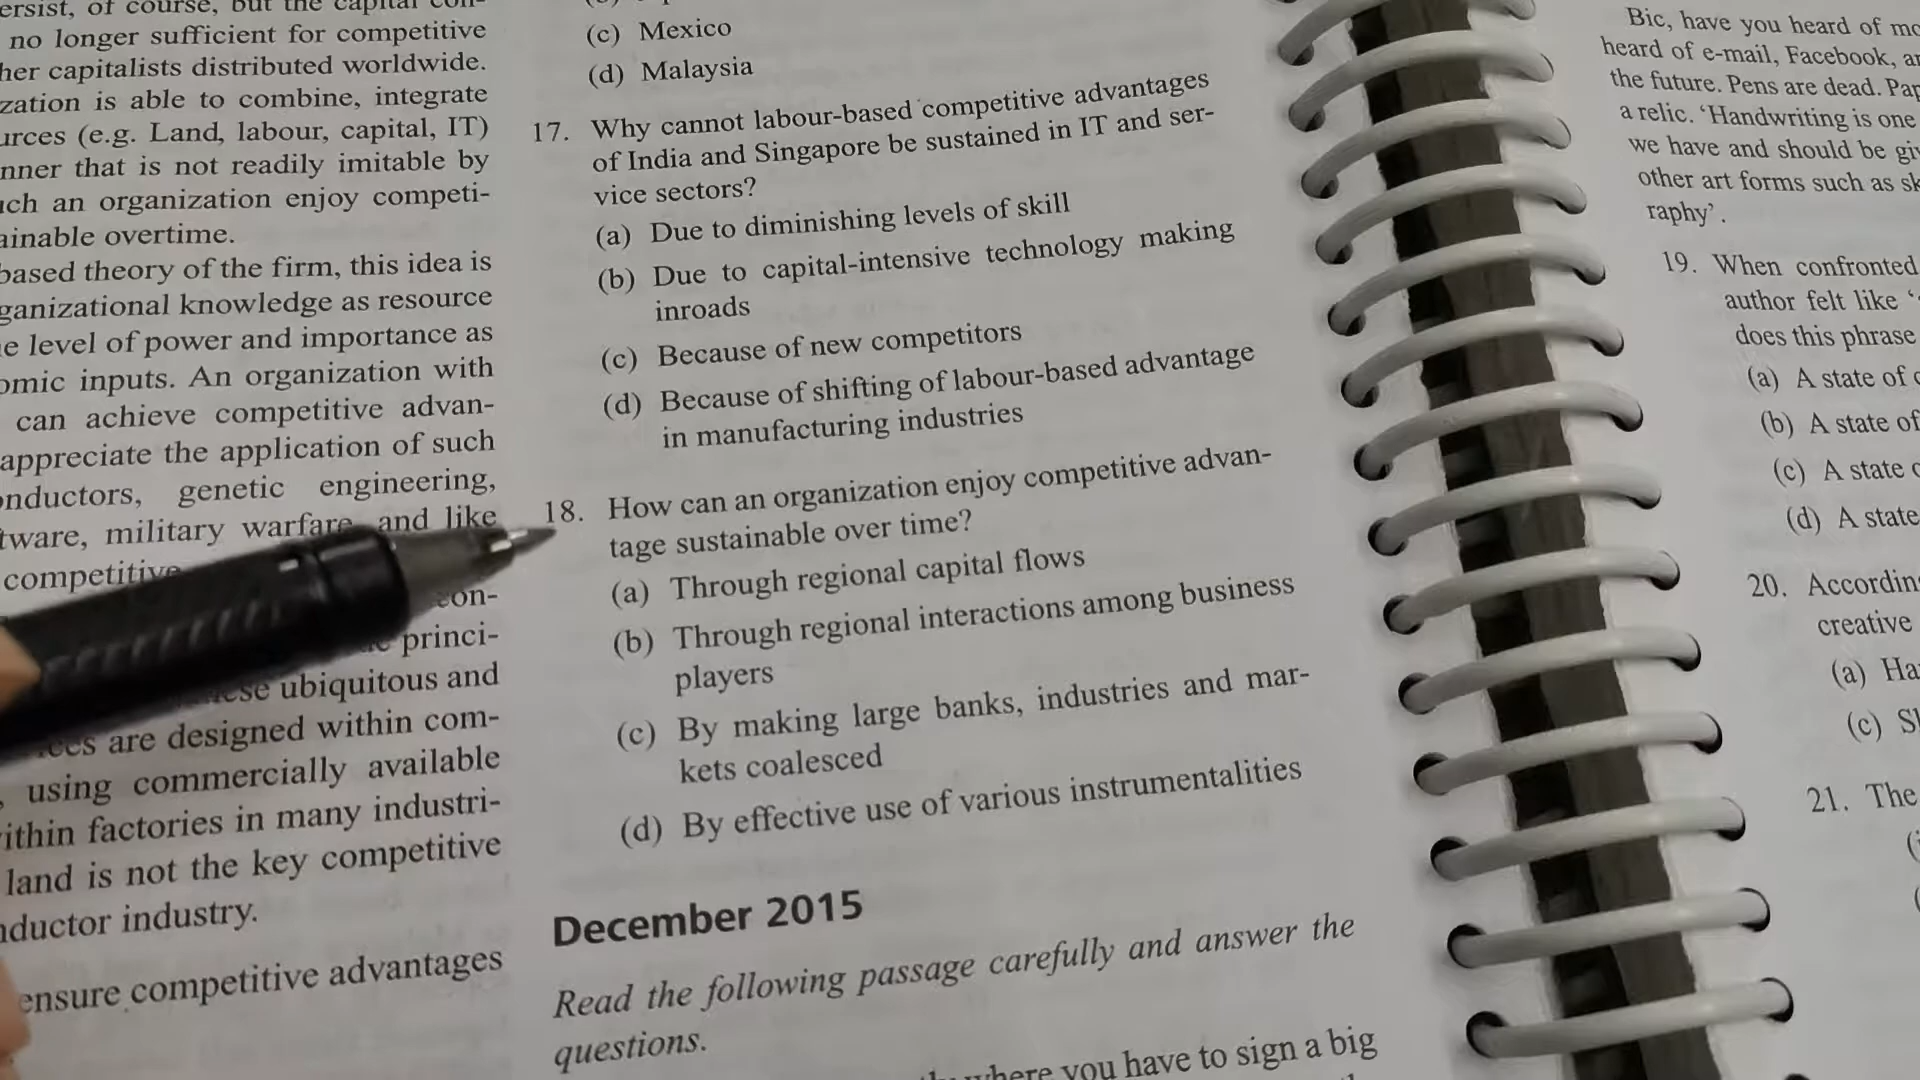 ersist, of course, but the capital con-
no longer sufficient for competitive
her capitalists distributed worldwide.
zation is able to combine, integrate
urces (e.g. Land, labour, capital, IT)
nner that is not readily imitable by
ich an organization enjoy competi-
ainable overtime.
based theory of the firm, this idea is
ganizational knowledge as resource
e level of power and importance as
omic inputs. An organization with
can achieve competitive advan-
appreciate the application of such
onductors, genetic engineering,
tware, military warfare and like
competitive
con-
princi-
ese ubiquitous and
ces are designed within com-
, using commercially available
ithin factories in many industri-
land is not the key competitive
nductor industry.
ensure competitive advantages
(c) Mexico
(d) Malaysia
17. Why cannot labour-based competitive advantages
of India and Singapore be sustained in IT and ser-
vice sectors?
(a) Due to diminishing levels of skill
(b) Due to capital-intensive technology making
inroads
(c) Because of new competitors
(d) Because of shifting of labour-based advantage
in manufacturing industries
18. How can an organization enjoy competitive advan-
tage sustainable over time?
(a) Through regional capital flows
(b) Through regional interactions among business
players
(c) By making large banks, industries and mar-
kets coalesced
(d) By effective use of various instrumentalities
December 2015
Read the following passage carefully and answer the
questions.
where you have to sign a big
Bic, have you heard of mo
heard of e-mail, Facebook, an
the future. Pens are dead. Pap
a relic. 'Handwriting is one
we have and should be giv
other art forms such as sk
raphy'.
19. When confronted
author felt like '
does this phrase
(a) A state of
(b) A state of
(c) A state
(d) A state
20. According
creative
(a) Ha
(c) Sl
21. The